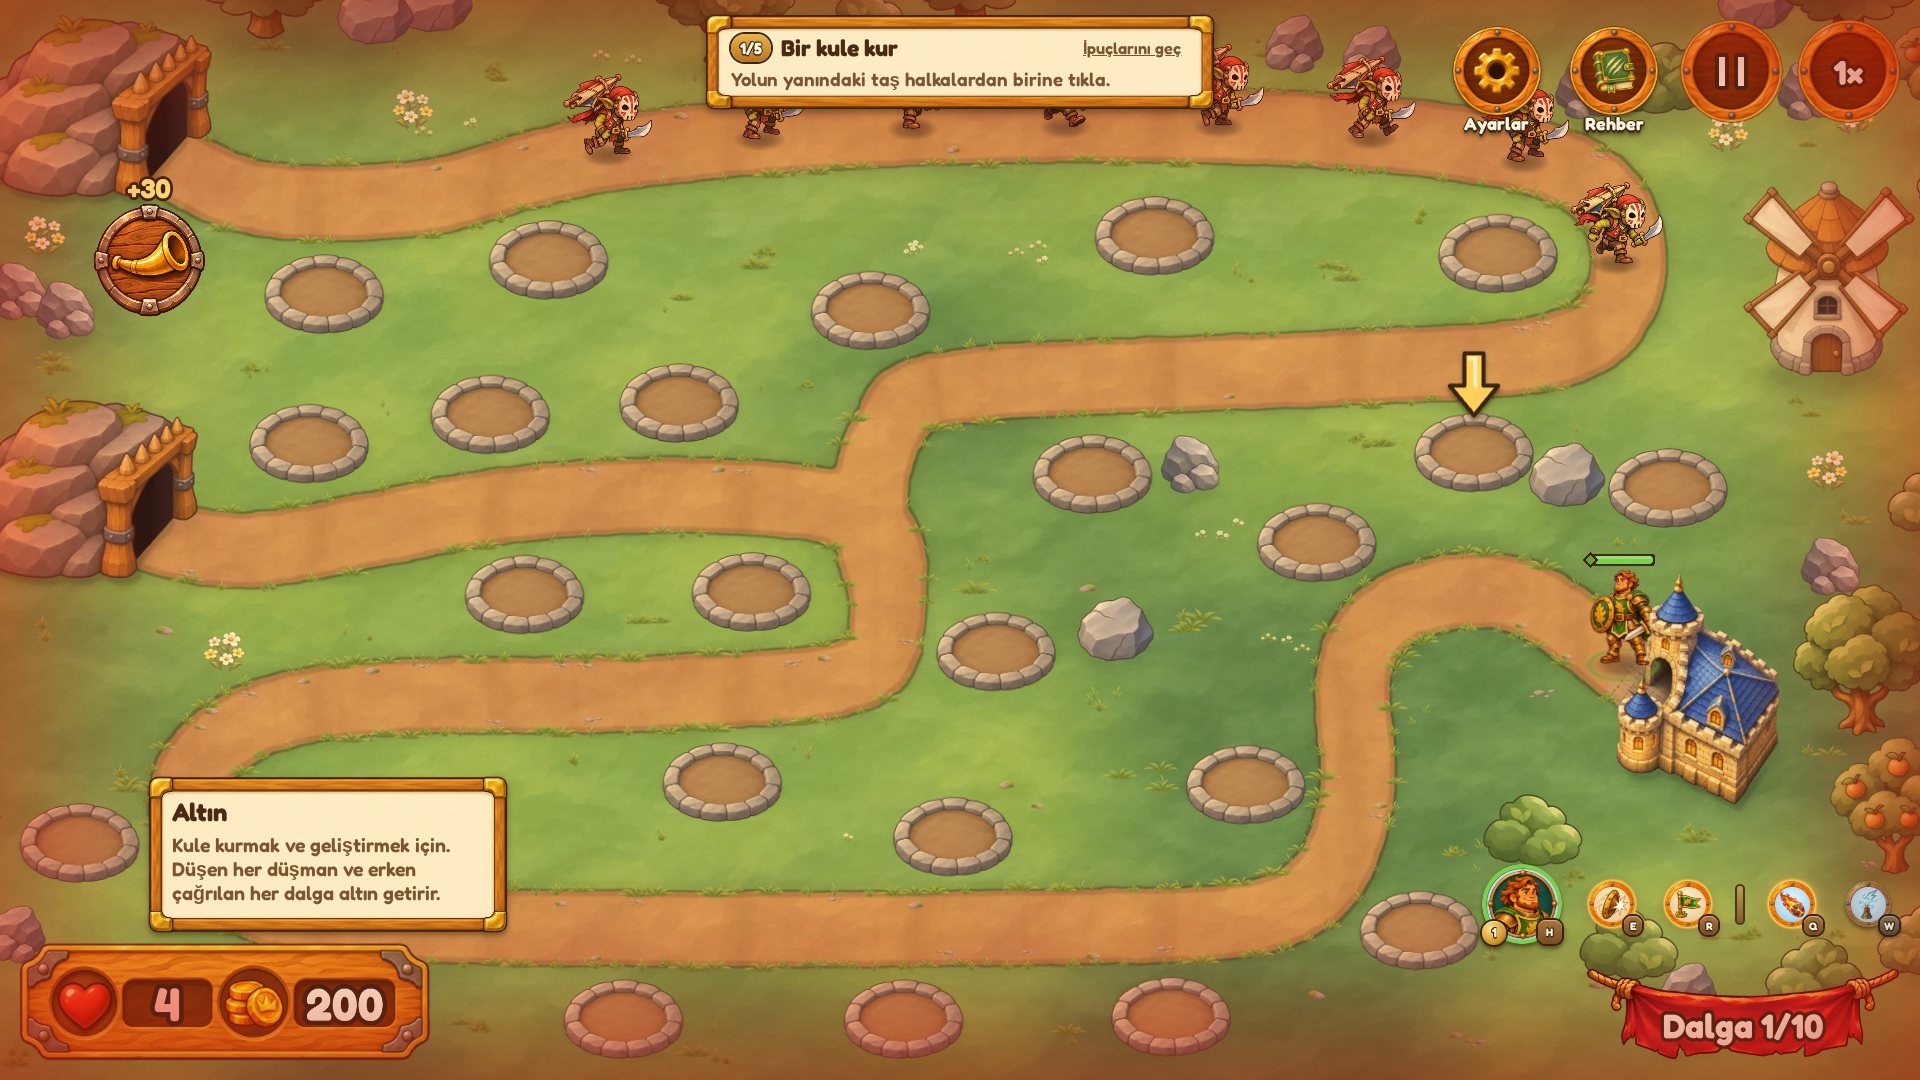 1/5 Bir kule kur İpuçlarını geç
Yolun yanındaki taş halkalardan birine tıkla.
1x
Ayarlar Rehber
+30
Altın
Kule kurmak ve geliştirmek için.
Düşen her düşman ve erken
çağrılan her dalga altın getirir.
1 H E R Q W
4 200
Dalga 1/10